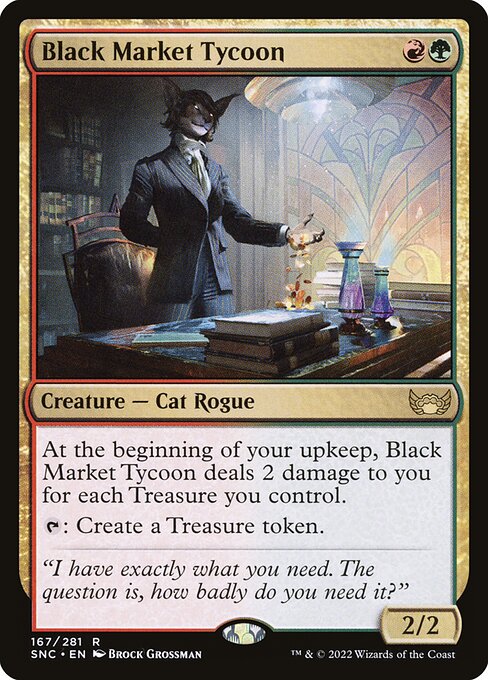 Black Market Tycoon
Creature — Cat Rogue
At the beginning of your upkeep, Black
Market Tycoon deals 2 damage to you
for each Treasure you control.
: Create a Treasure token.
“I have exactly what you need. The
question is, how badly do you need it?”
2/2
167/281 R
SNC • EN Brock Grossman
™ & © 2022 Wizards of the Coast